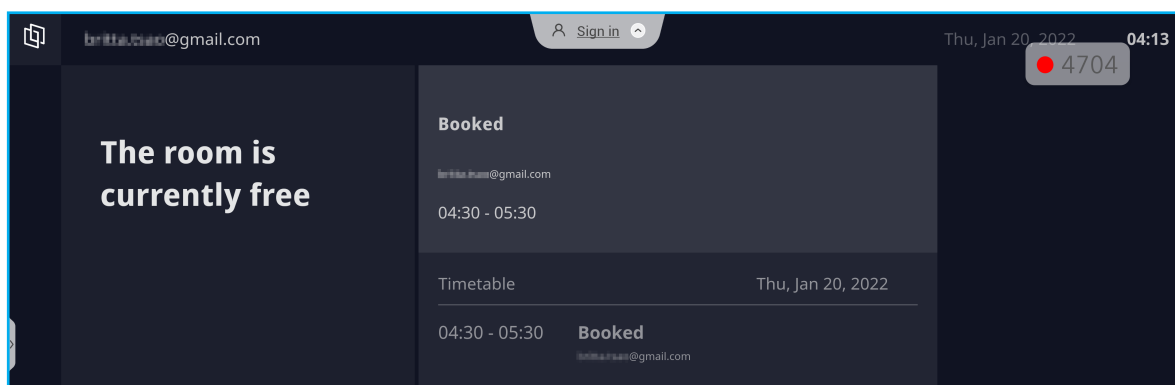 @gmail.com
Sign in
Thu, Jan 20, 2022
04:13
4704
The room is
currently free
Booked
@gmail.com
04:30 - 05:30
Timetable
Thu, Jan 20, 2022
04:30 - 05:30
Booked
@gmail.com